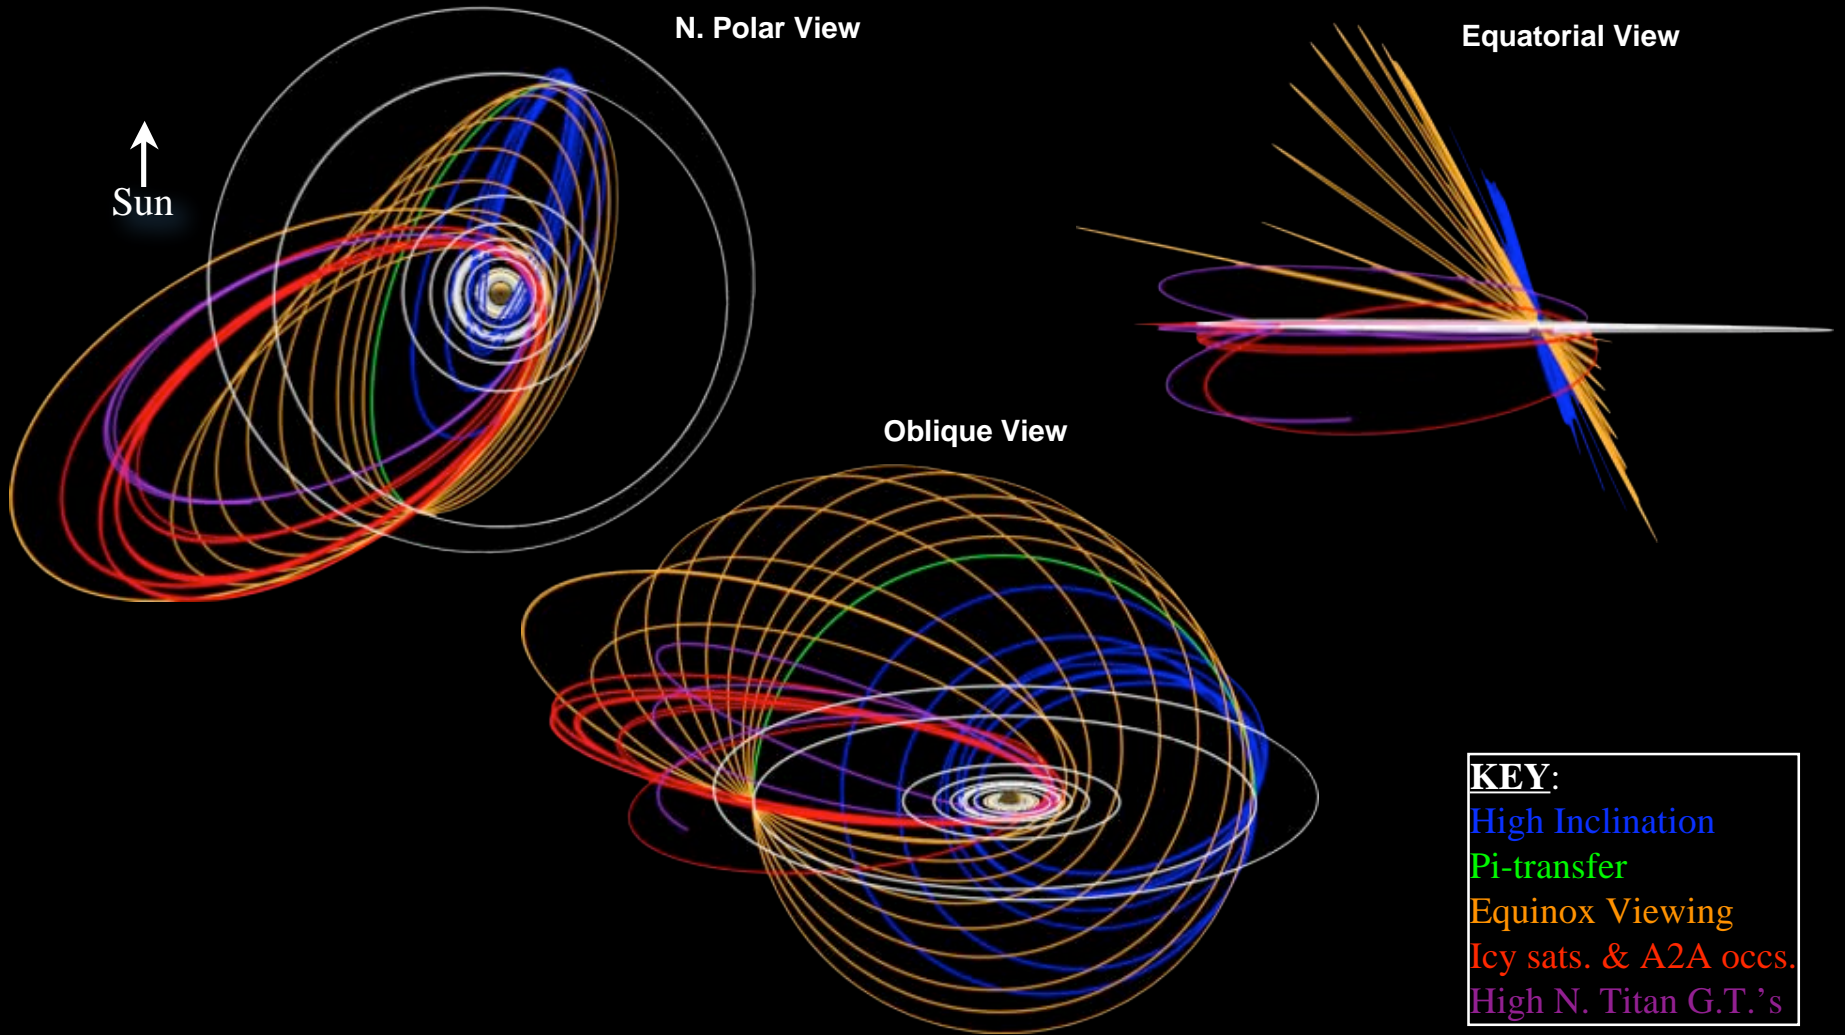 N. Polar View
Equatorial View
Sun
Oblique View
KEY:
High Inclination
Pi-transfer
Equinox Viewing
Icy sats. & A2A occs.
High N. Titan G.T.'s